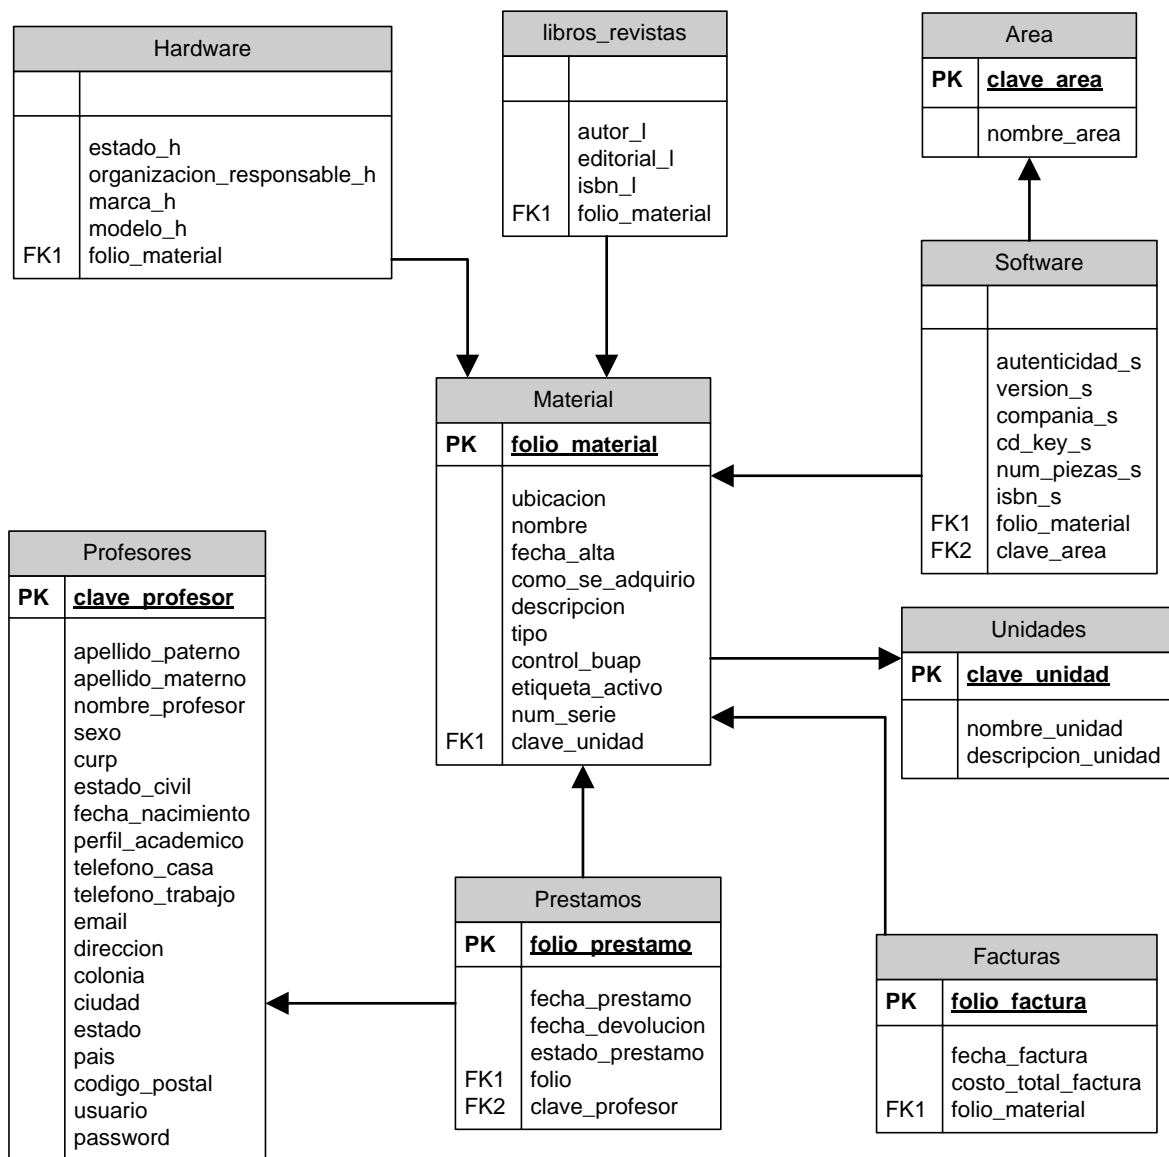 Hardware
estado_h
organizacion_responsable_h
marca_h
modelo_h
FK1 folio_material
libros_revistas
autor_l
editorial_l
isbn_l
FK1 folio_material
Area
PK clave_area
nombre_area
Software
autenticidad_s
version_s
compania_s
cd_key_s
num_piezas_s
isbn_s
FK1 folio_material
FK2 clave_area
Material
PK folio_material
ubicacion
nombre
fecha_alta
como_se_adquirio
descripcion
tipo
control_buap
etiqueta_activo
num_serie
FK1 clave_unidad
Profesores
PK clave_profesor
apellido_paterno
apellido_materno
nombre_profesor
sexo
curp
estado_civil
fecha_nacimiento
perfil_academico
telefono_casa
telefono_trabajo
email
direccion
colonia
ciudad
estado
pais
codigo_postal
usuario
password
Unidades
PK clave_unidad
nombre_unidad
descripcion_unidad
Prestamos
PK folio_prestamo
fecha_prestamo
fecha_devolucion
estado_prestamo
FK1 folio
FK2 clave_profesor
Facturas
PK folio_factura
fecha_factura
costo_total_factura
FK1 folio_material